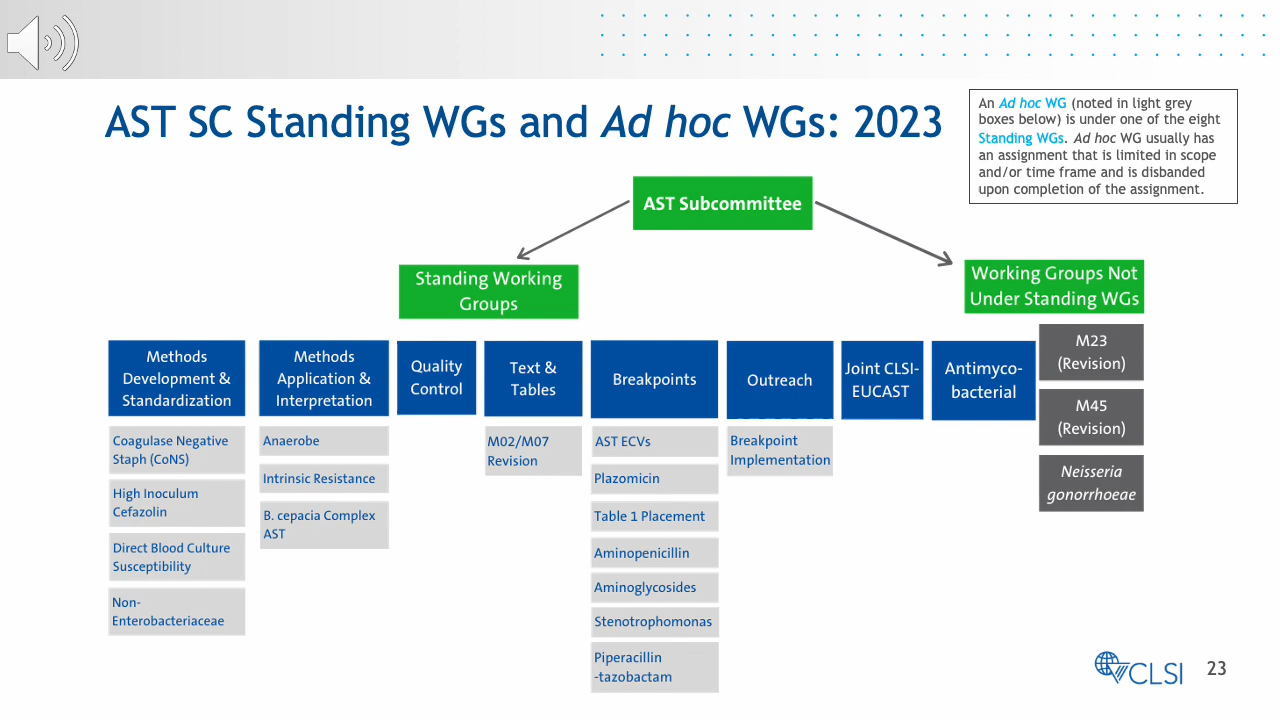 AST SC Standing WGs and Ad hoc WGs: 2023
An Ad hoc WG (noted in light grey
boxes below) is under one of the eight
Standing WGs. Ad hoc WG usually has
an assignment that is limited in scope
and/or time frame and is disbanded
upon completion of the assignment.
AST Subcommittee
Standing Working
Groups
Working Groups Not
Under Standing WGs
Methods
Development &
Standardization
Coagulase Negative
Staph (CoNS)
High Inoculum
Cefazolin
Direct Blood Culture
Susceptibility
Non-
Enterobacteriaceae
Methods
Application &
Interpretation
Anaerobe
Intrinsic Resistance
B. cepacia Complex
AST
Quality
Control
Text &
Tables
M02/M07
Revision
Breakpoints
AST ECVs
Plazomicin
Table 1 Placement
Aminopenicillin
Aminoglycosides
Stenotrophomonas
Piperacillin
-tazobactam
Outreach
Breakpoint
Implementation
Joint CLSI-
EUCAST
Antimyco-
bacterial
M23
(Revision)
M45
(Revision)
Neisseria
gonorrhoeae
CLSI
23